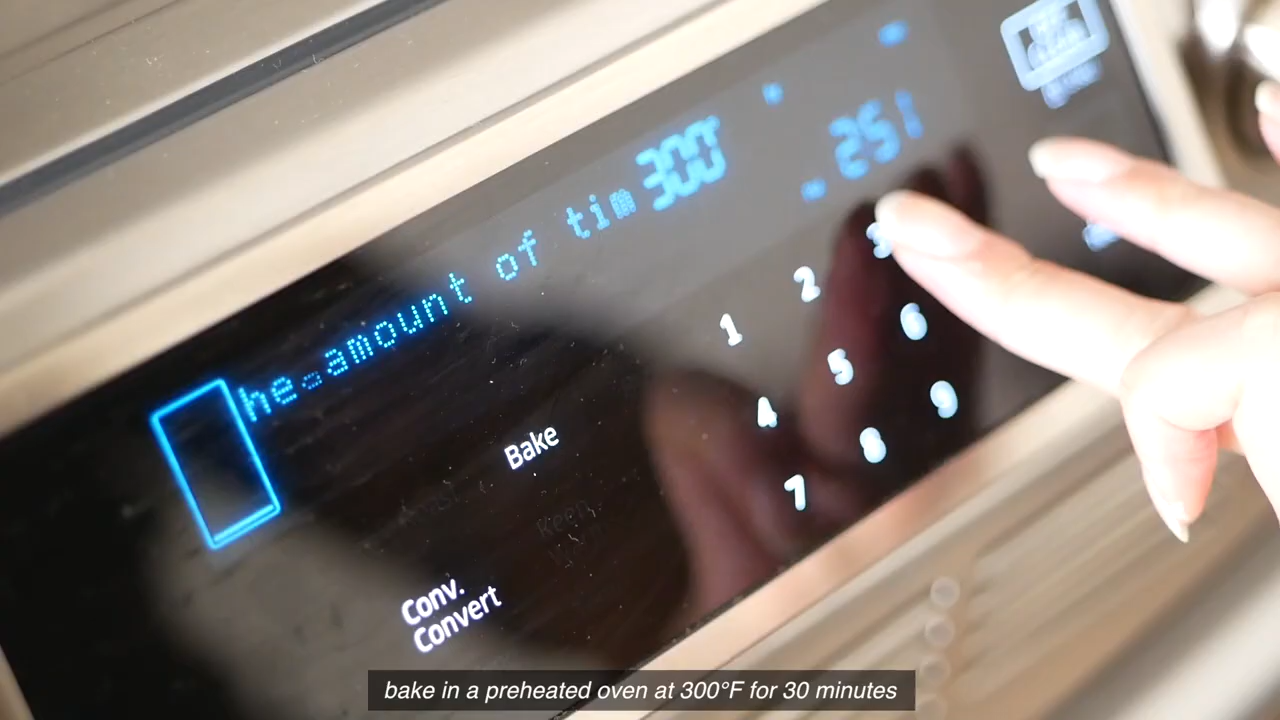 he amount of tim
300°
1
2
3
4
5
6
7
8
9
Bake
Conv.
Convert
bake in a preheated oven at 300°F for 30 minutes